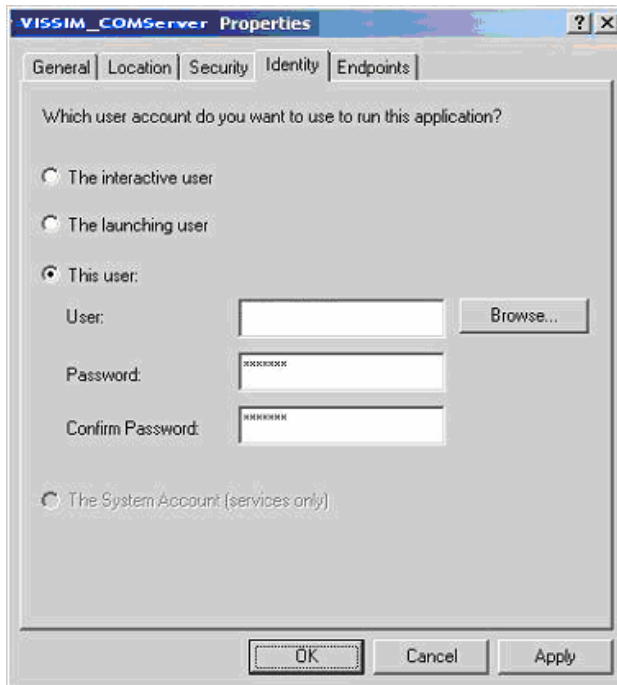 VISSIM_COMServer Properties ? ×
General Location Security Identity Endpoints
Which user account do you want to use to run this application?
The interactive user
The launching user
This user:
User: Browse...
Password: xxxxxxx
Confirm Password: xxxxxxx
The System Account (services only)
OK Cancel Apply